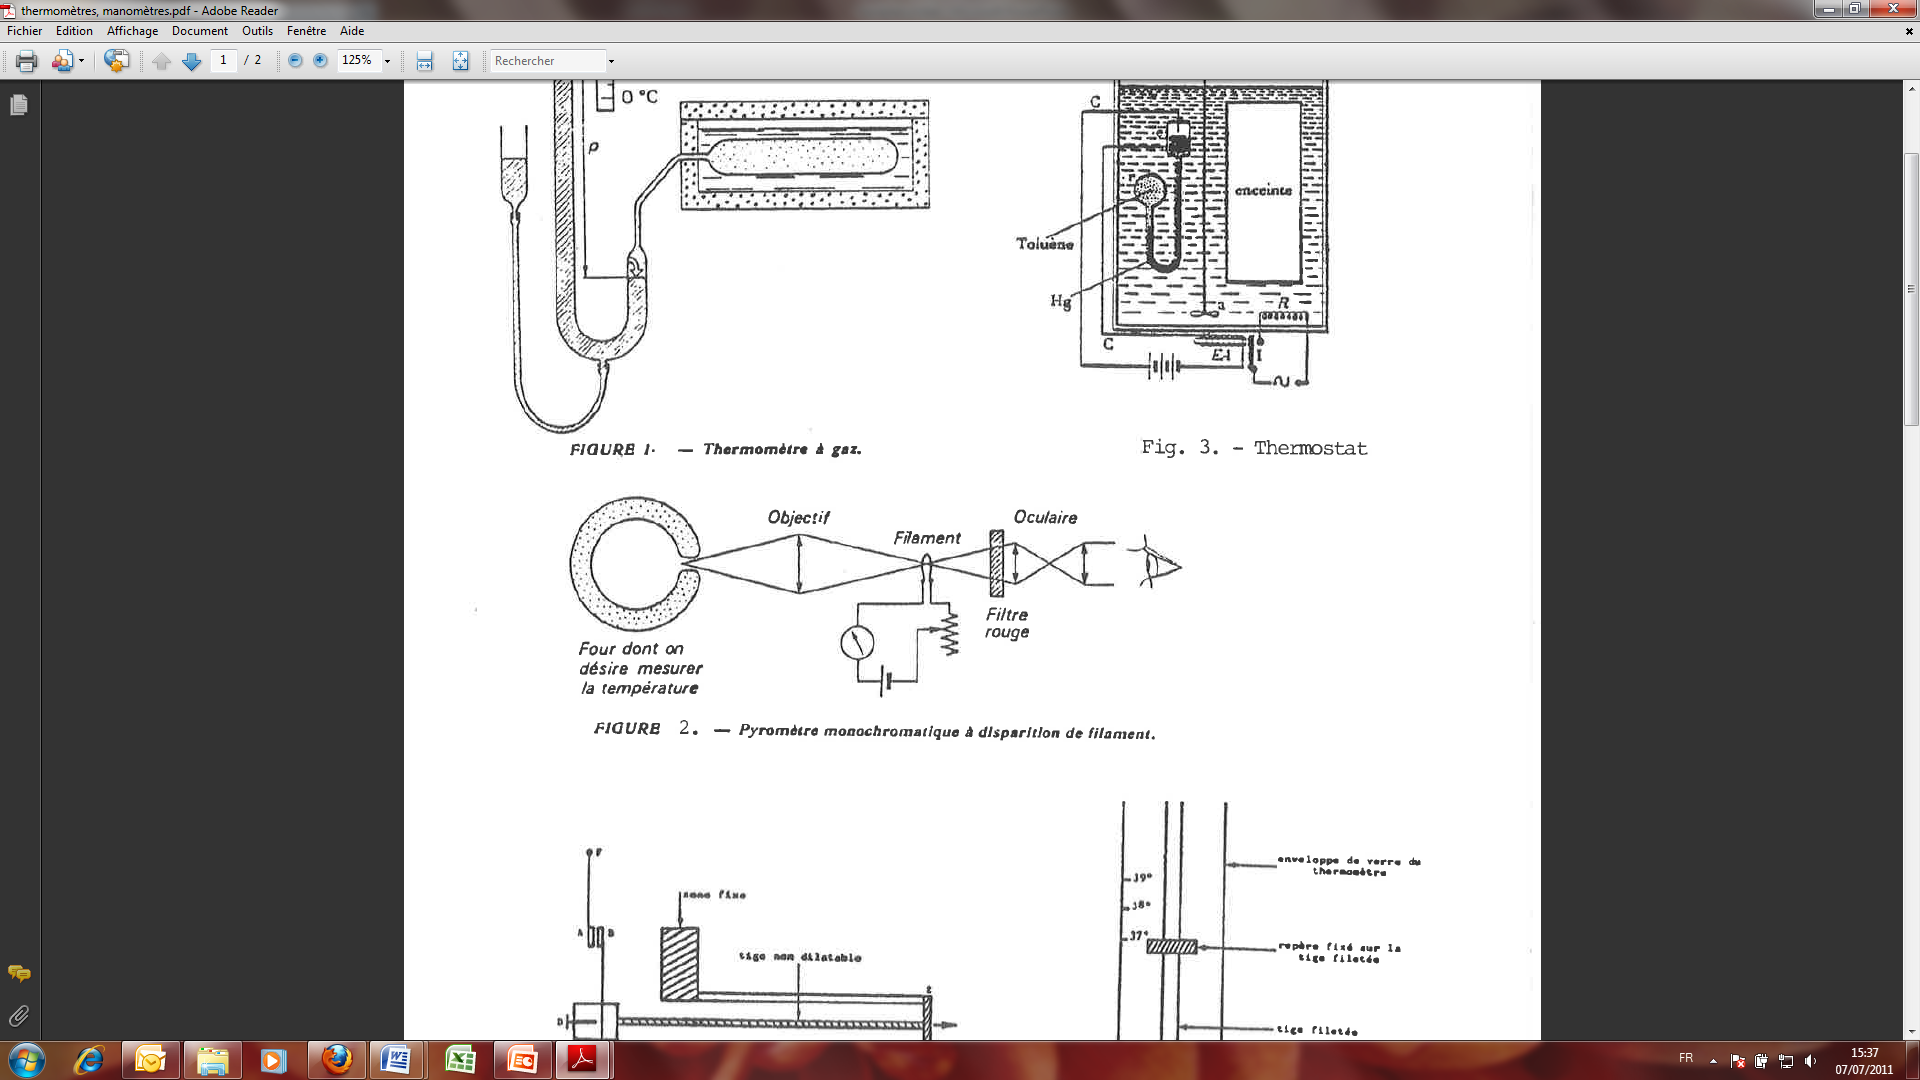 thermomètres, manomètres.pdf - Adobe Reader
Fichier Edition Affichage Document Outils Fenêtre Aide
1 / 2 125% Rechercher
0 °C
p
FIGURE 1. — Thermomètre à gaz.
C
e
r
enceinte
Toluène
Hg
a
R
C
EA
I
Fig. 3. - Thermostat
Objectif
Filament
Oculaire
Filtre
rouge
Four dont on
désire mesurer
la température
FIGURE 2. — Pyromètre monochromatique à disparition de filament.
F
A B
zone fixe
tige non dilatable
E
D
39°
38°
37°
enveloppe de verre du
thermomètre
repère fixé sur la
tige filetée
tige filetée
FR
15:37
07/07/2011